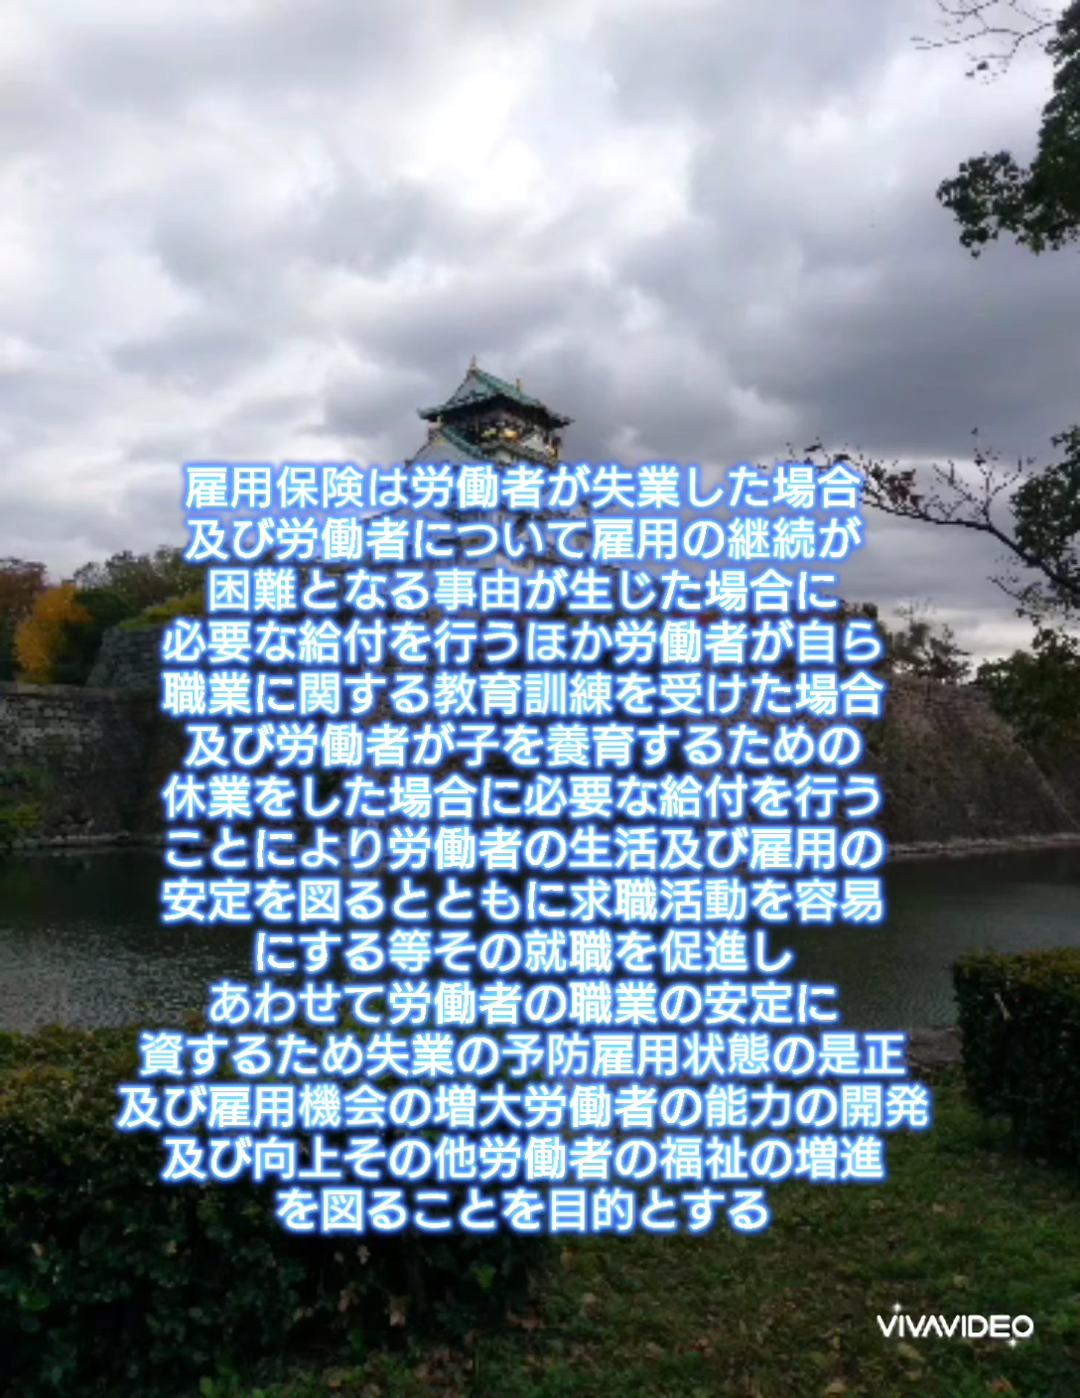 雇用保険は労働者が失業した場合
及び労働者について雇用の継続が
困難となる事由が生じた場合に
必要な給付を行うほか労働者が自ら
職業に関する教育訓練を受けた場合
及び労働者が子を養育するための
休業をした場合に必要な給付を行う
ことにより労働者の生活及び雇用の
安定を図るとともに求職活動を容易
にする等その就職を促進し
あわせて労働者の職業の安定に
資するため失業の予防雇用状態の是正
及び雇用機会の増大労働者の能力の開発
及び向上その他労働者の福祉の増進
を図ることを目的とする
VIVAVIDEO